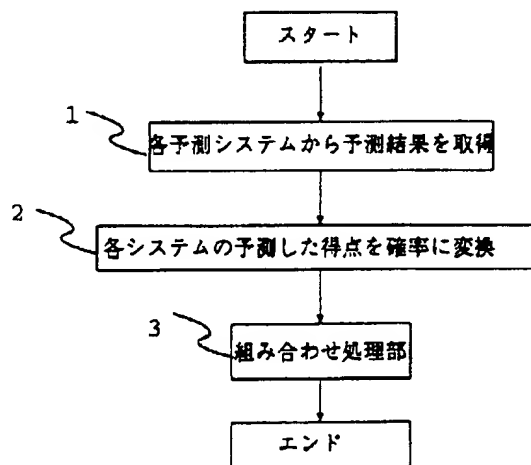 スタート
1
各予測システムから予測結果を取得
2
各システムの予測した得点を確率に変換
3
組み合わせ処理部
エンド